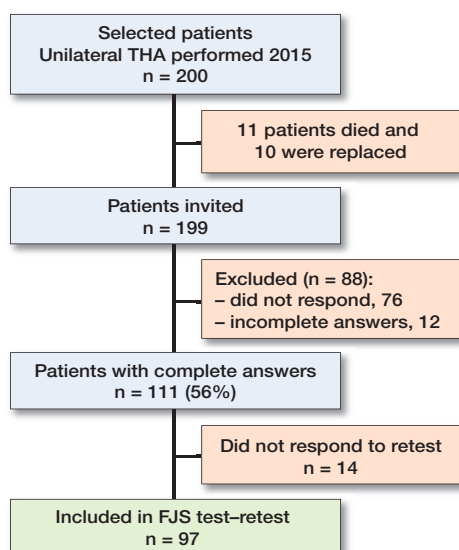 Selected patients
Unilateral THA performed 2015
n = 200
11 patients died and
10 were replaced
Patients invited
n = 199
Excluded (n = 88):
– did not respond, 76
– incomplete answers, 12
Patients with complete answers
n = 111 (56%)
Did not respond to retest
n = 14
Included in FJS test–retest
n = 97